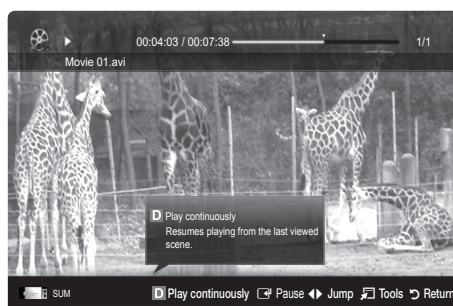 00:04:03 / 00:07:38
1/1
Movie 01.avi
D Play continuously
Resumes playing from the last viewed
scene.
SUM
D Play continuously
Pause
Jump
Tools
Return